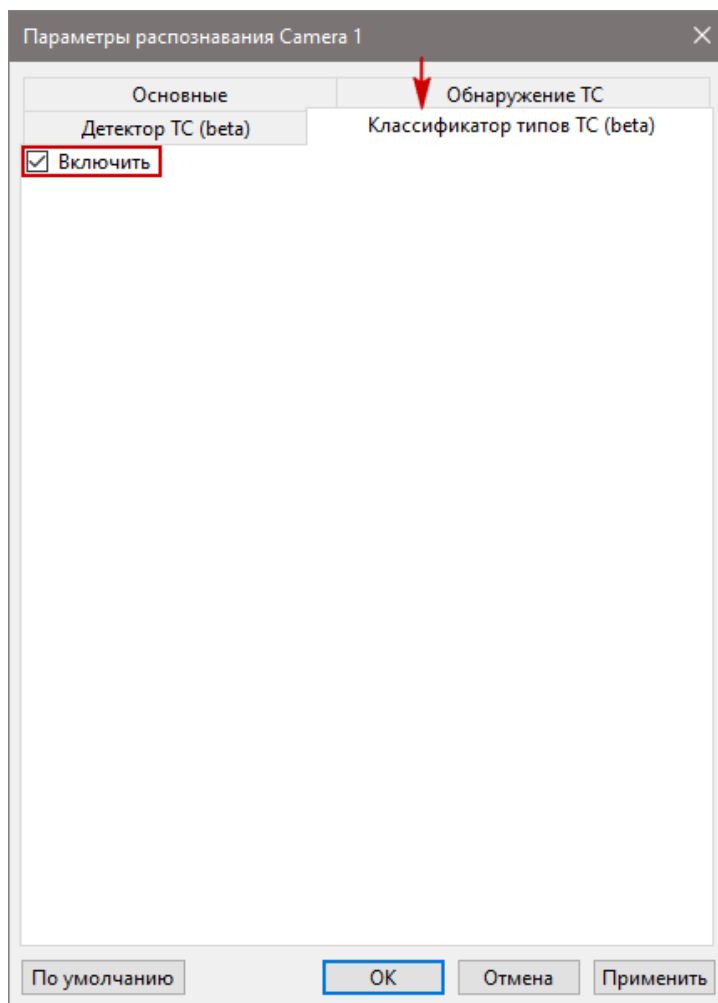 Параметры распознавания Camera 1
Основные
Обнаружение ТС
Детектор ТС (beta)
Классификатор типов ТС (beta)
Включить
По умолчанию
OK
Отмена
Применить